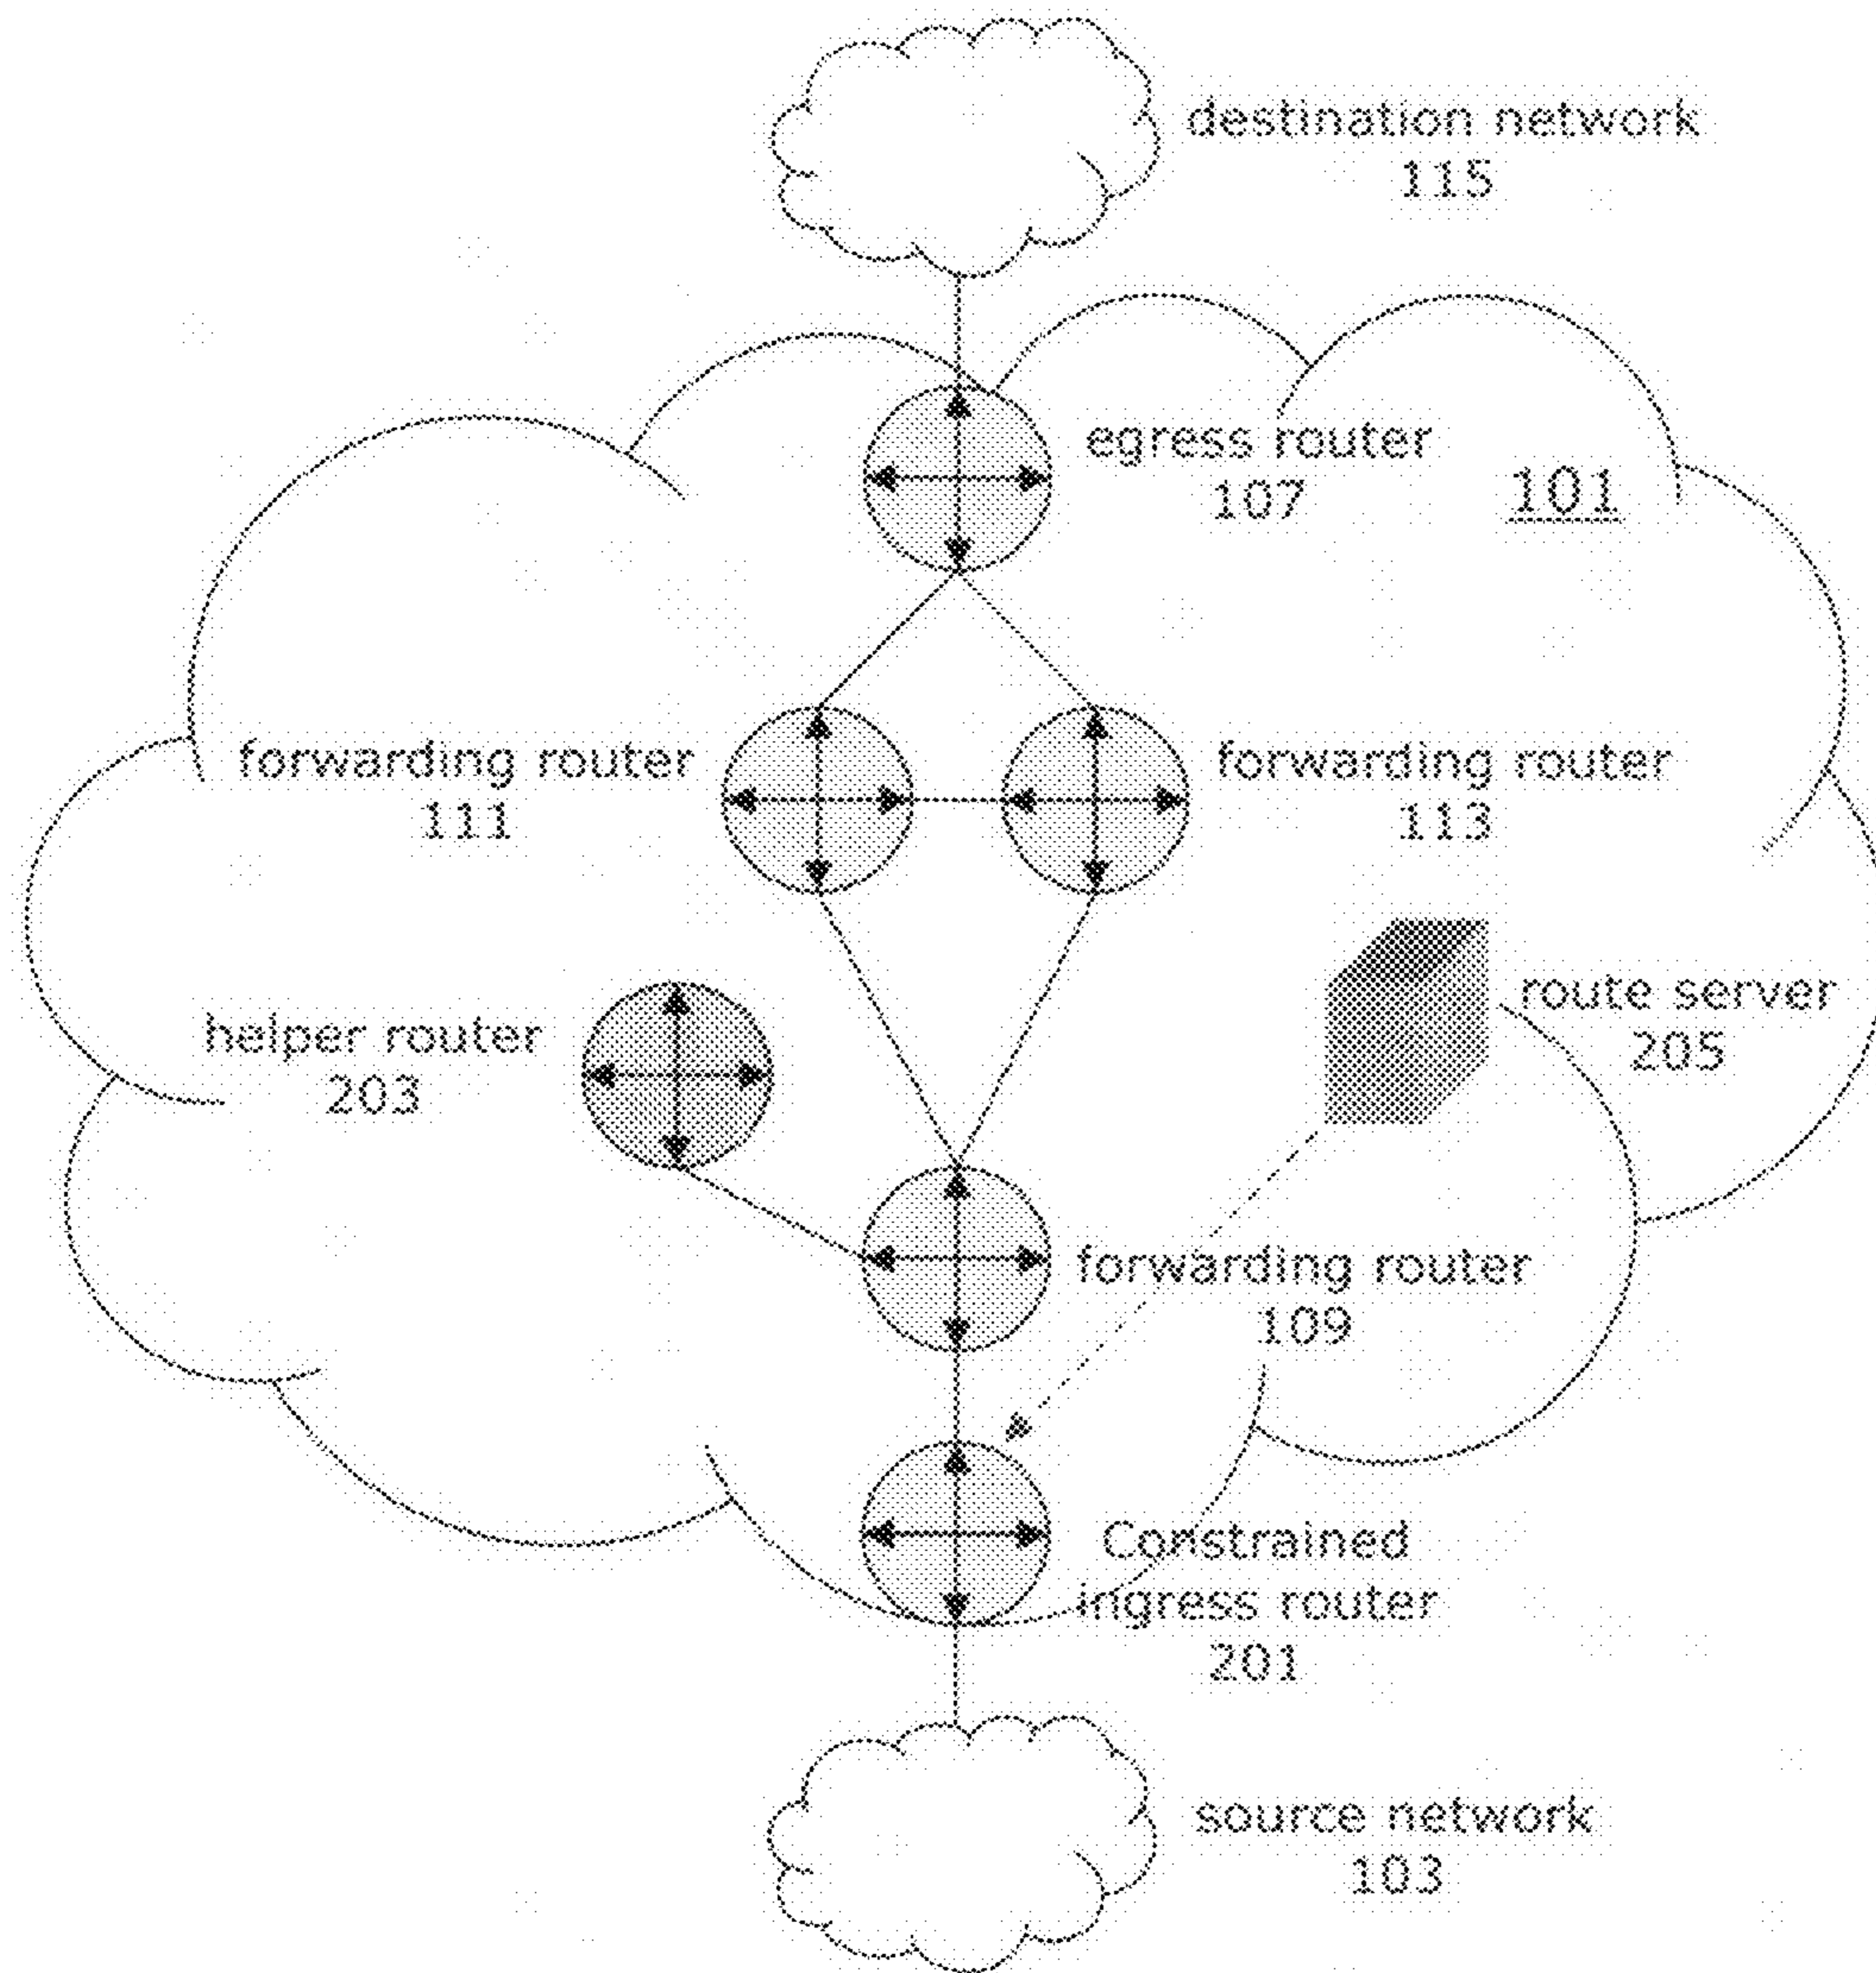 destination network
115
egress router
107
101
forwarding router
111
forwarding router
113
route server
205
helper router
203
forwarding router
109
Constrained
ingress router
201
source network
103